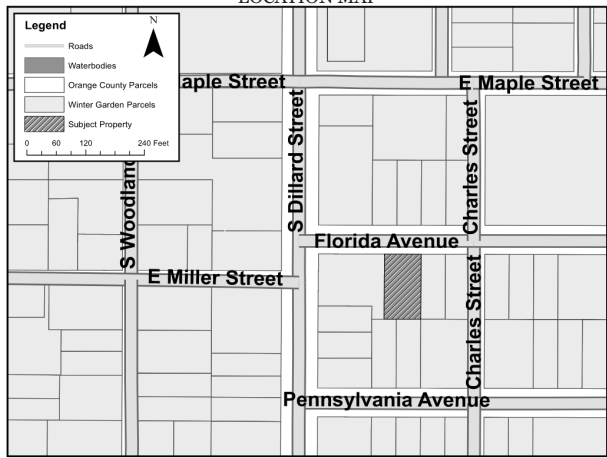 LOCATION MAP
Legend
N
Roads
Waterbodies
Orange County Parcels
Winter Garden Parcels
Subject Property
0 60 120 240 Feet
aple Street
E Maple Street
S Woodland
S Dillard Street
Charles Street
Florida Avenue
E Miller Street
Charles Street
Pennsylvania Avenue